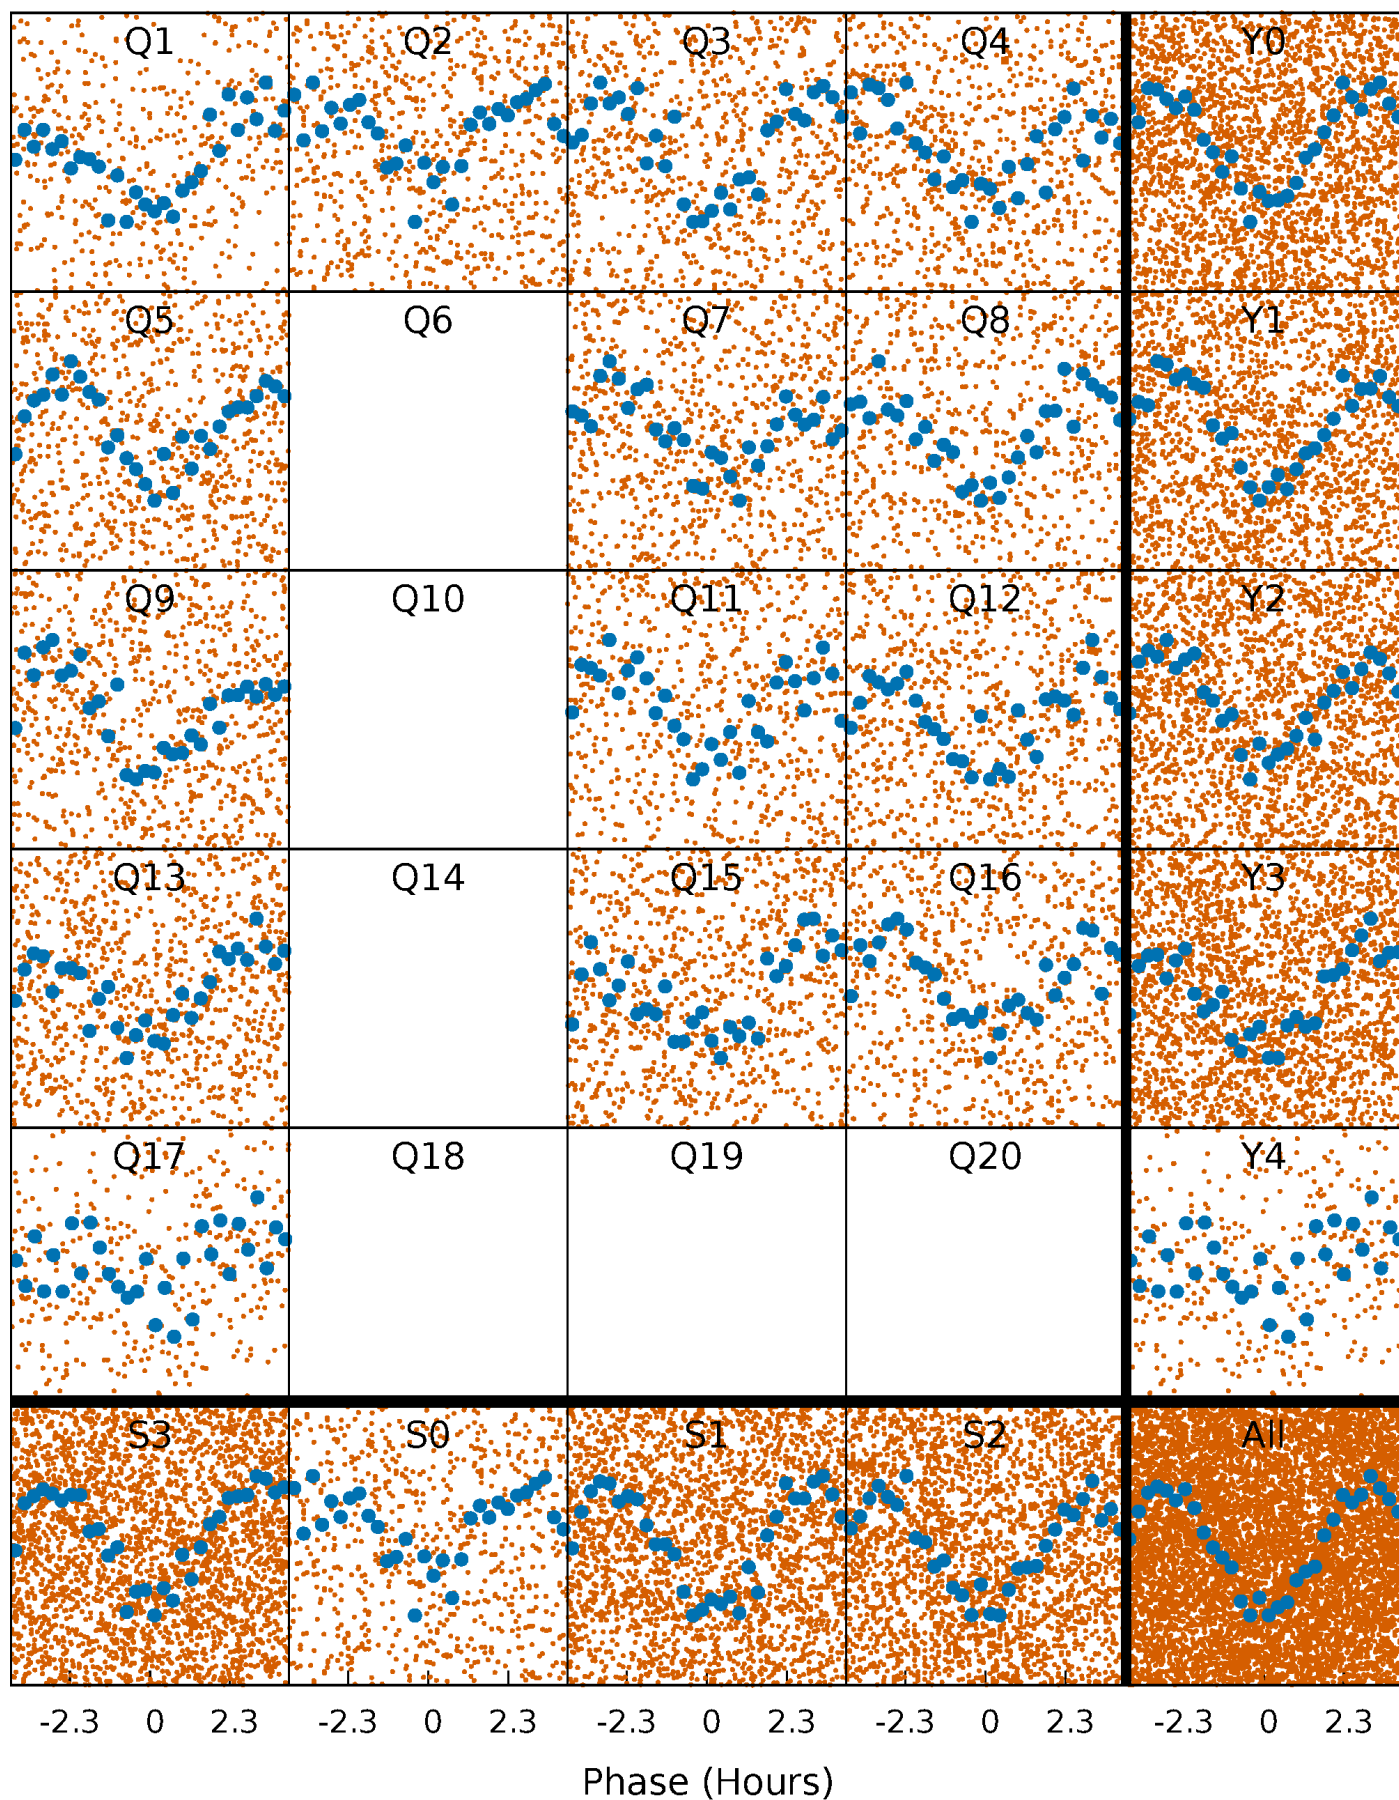 Q1 Q2 Q3 Q4 Y0
Q5 Q6 Q7 Q8 Y1
Q9 Q10 Q11 Q12 Y2
Q13 Q14 Q15 Q16 Y3
Q17 Q18 Q19 Q20 Y4
S3 S0 S1 S2 All
-2.3 0 2.3 -2.3 0 2.3 -2.3 0 2.3 -2.3 0 2.3 -2.3 0 2.3
Phase (Hours)